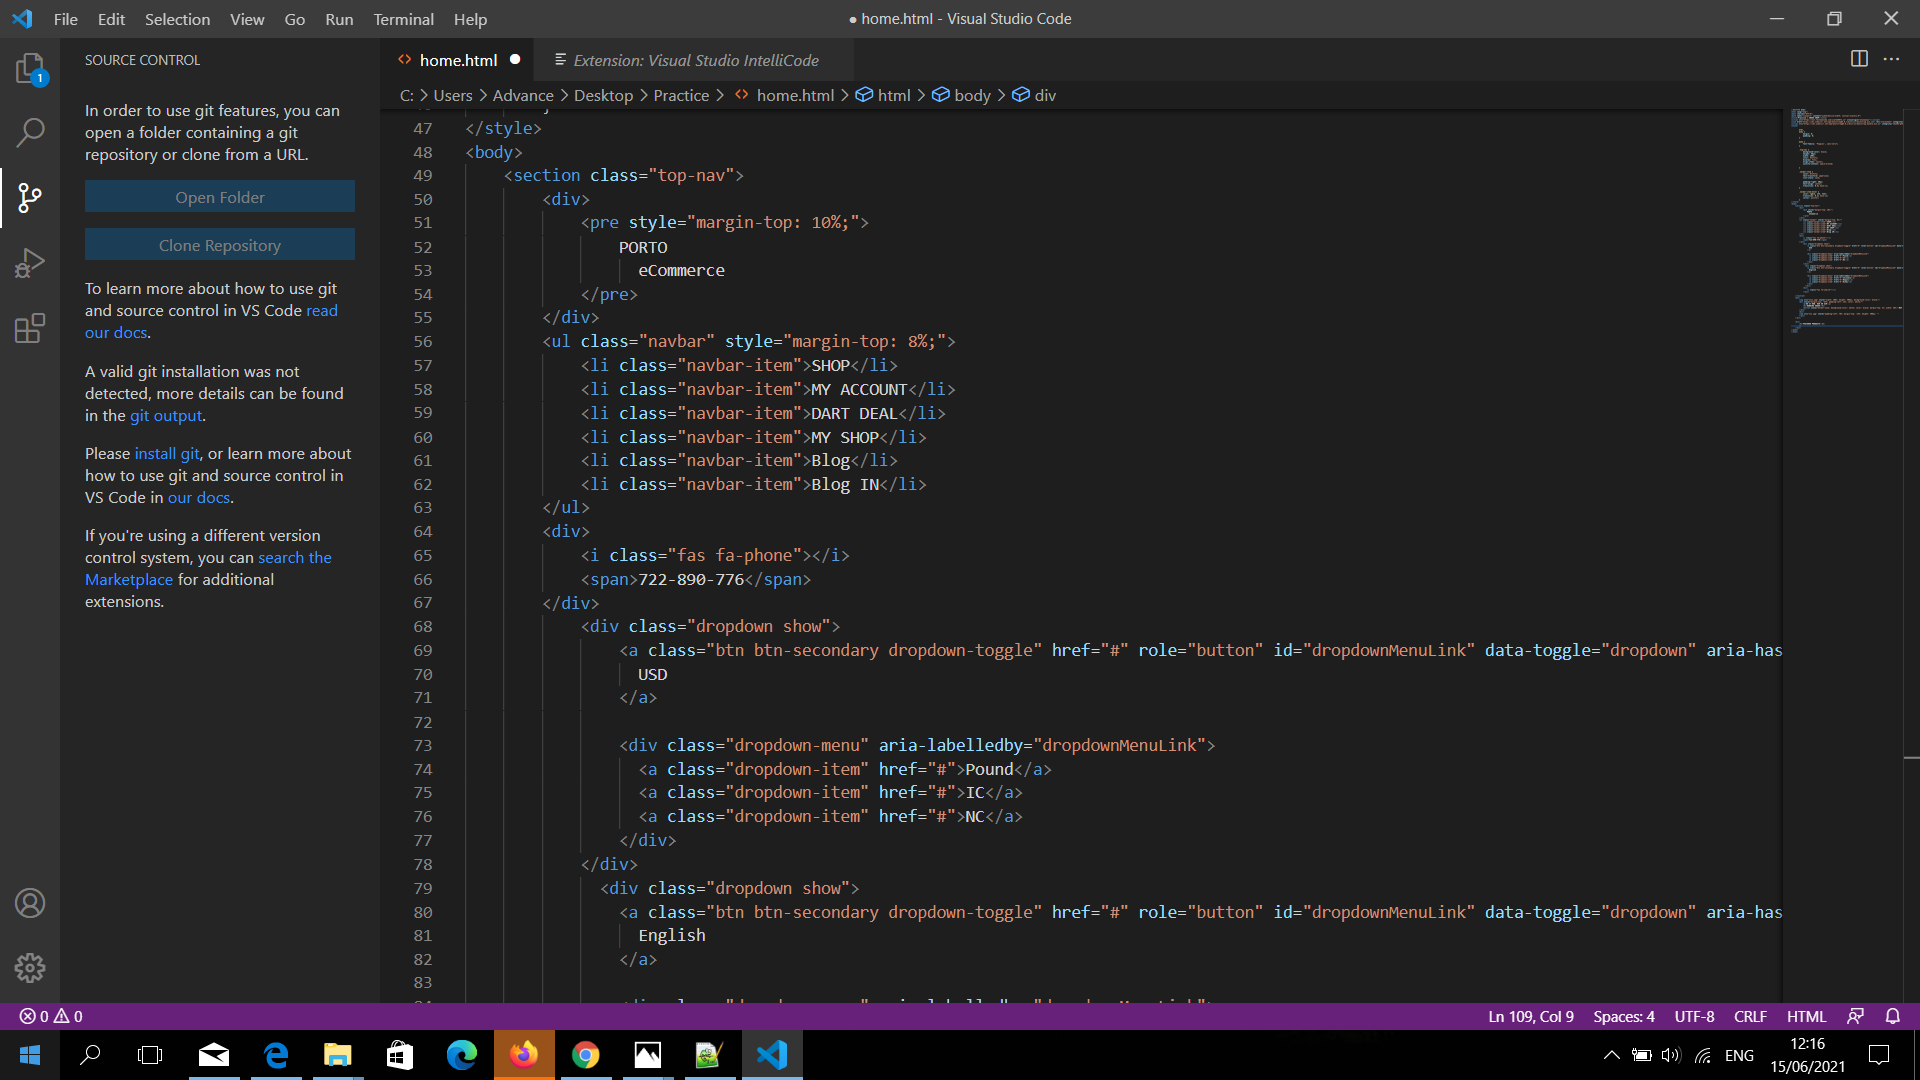 File Edit Selection View Go Run Terminal Help
● home.html - Visual Studio Code
1
SOURCE CONTROL
In order to use git features, you can
open a folder containing a git
repository or clone from a URL.
Open Folder
Clone Repository
To learn more about how to use git
and source control in VS Code read
our docs.
A valid git installation was not
detected, more details can be found
in the git output.
Please install git, or learn more about
how to use git and source control in
VS Code in our docs.
If you're using a different version
control system, you can search the
Marketplace for additional
extensions.
home.html
Extension: Visual Studio IntelliCode
C: > Users > Advance > Desktop > Practice > home.html > html > body > div
47 </style>
48 <body>
49 <section class="top-nav">
50 <div>
51 <pre style="margin-top: 10%;">
52 PORTO
53 eCommerce
54 </pre>
55 </div>
56 <ul class="navbar" style="margin-top: 8%;">
57 <li class="navbar-item">SHOP</li>
58 <li class="navbar-item">MY ACCOUNT</li>
59 <li class="navbar-item">DART DEAL</li>
60 <li class="navbar-item">MY SHOP</li>
61 <li class="navbar-item">Blog</li>
62 <li class="navbar-item">Blog IN</li>
63 </ul>
64 <div>
65 <i class="fas fa-phone"></i>
66 <span>722-890-776</span>
67 </div>
68 <div class="dropdown show">
69 <a class="btn btn-secondary dropdown-toggle" href="#" role="button" id="dropdownMenuLink" data-toggle="dropdown" aria-has
70 USD
71 </a>
72
73 <div class="dropdown-menu" aria-labelledby="dropdownMenuLink">
74 <a class="dropdown-item" href="#">Pound</a>
75 <a class="dropdown-item" href="#">IC</a>
76 <a class="dropdown-item" href="#">NC</a>
77 </div>
78 </div>
79 <div class="dropdown show">
80 <a class="btn btn-secondary dropdown-toggle" href="#" role="button" id="dropdownMenuLink" data-toggle="dropdown" aria-has
81 English
82 </a>
83
0 0
Ln 109, Col 9 Spaces: 4 UTF-8 CRLF HTML
ENG
12:16
15/06/2021